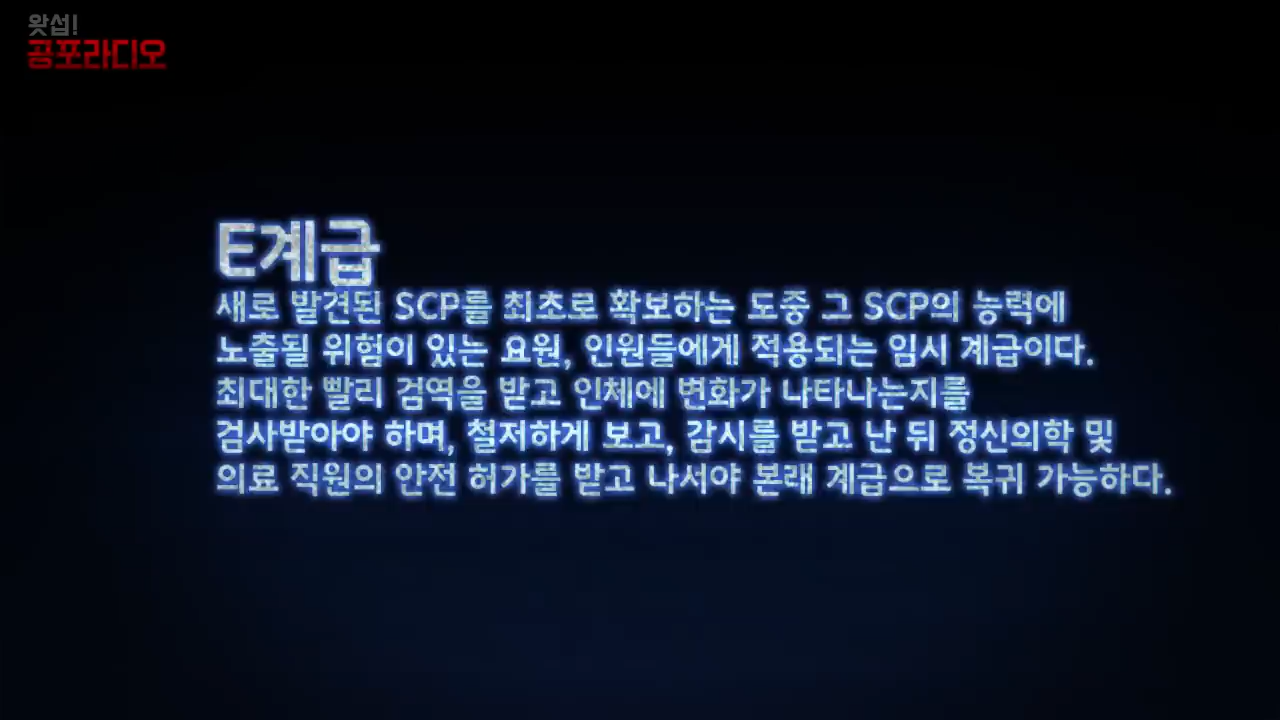 왓섭!
공포라디오
E계급
새로 발견된 SCP를 최초로 확보하는 도중 그 SCP의 능력에
노출될 위험이 있는 요원, 인원들에게 적용되는 임시 계급이다.
최대한 빨리 검역을 받고 인체에 변화가 나타나는지를
검사받아야 하며, 철저하게 보고, 감시를 받고 난 뒤 정신의학 및
의료 직원의 안전 허가를 받고 나서야 본래 계급으로 복귀 가능하다.